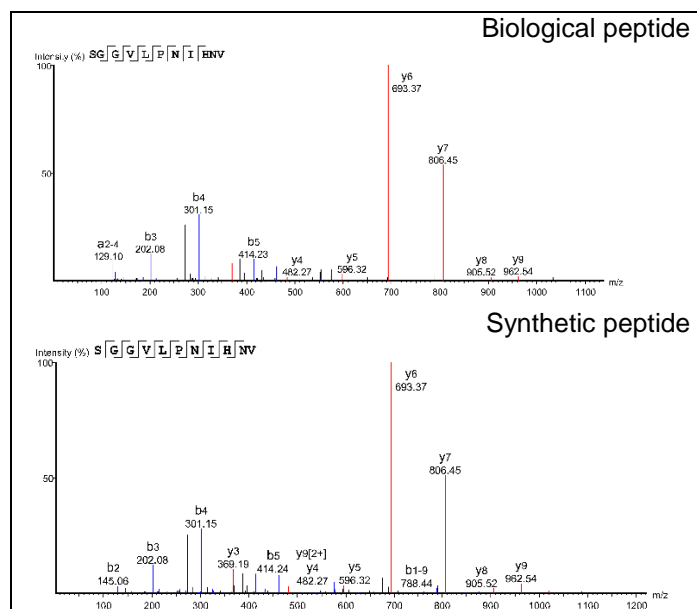 Biological peptide
Intensity (%) SGGVLPNIHNV
100
y6
693.37
y7
806.45
50
b4
301.15
a2-4
129.10
b3
202.08
b5
414.23
y4
482.27
y5
596.32
y8
905.52
y9
962.54
100 200 300 400 500 600 700 800 900 1000 1100 m/z
Synthetic peptide
Intensity (%) SGGVLPNIHNV
100
y6
693.37
y7
806.45
50
b4
301.15
b2
145.06
b3
202.08
y3
369.19
b5
414.24
y9[2+]
y4
482.27
y5
596.32
b1-9
788.44
y8
905.52
y9
962.54
100 200 300 400 500 600 700 800 900 1000 1100 1200 m/z